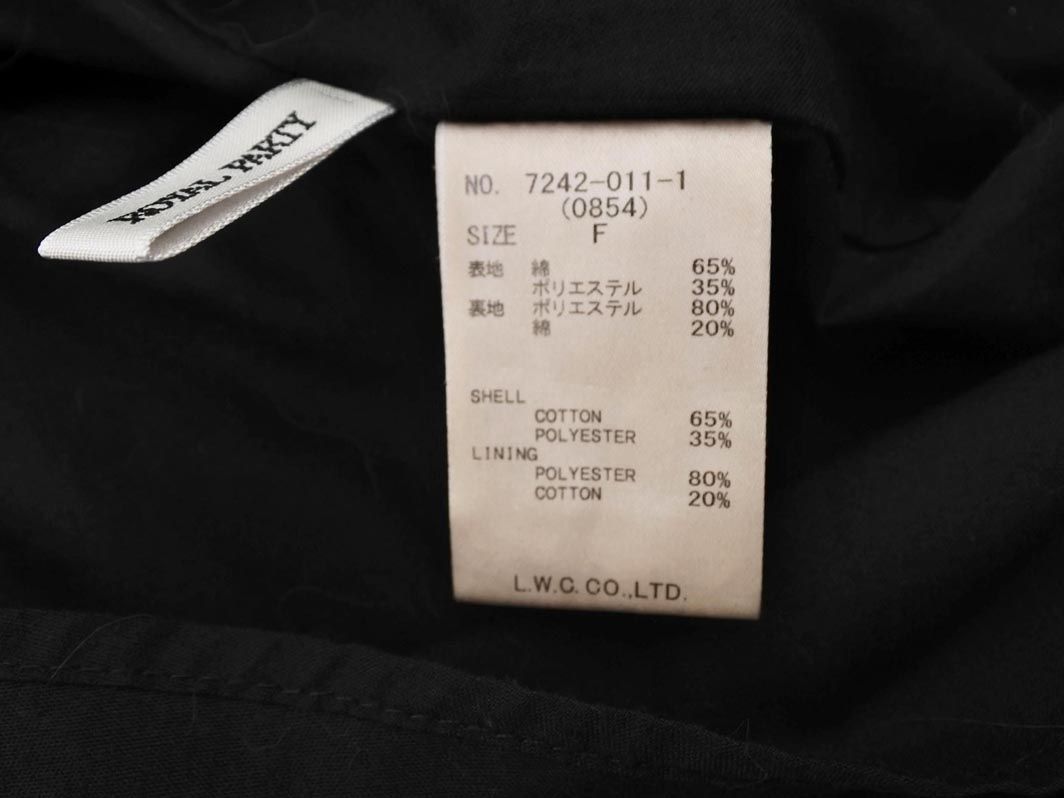 ROYAL PARTY
NO. 7242-011-1
(0854)
SIZE F
表地 綿 65%
ポリエステル 35%
裏地 ポリエステル 80%
綿 20%
SHELL
COTTON 65%
POLYESTER 35%
LINING
POLYESTER 80%
COTTON 20%
L.W.C. CO.,LTD.